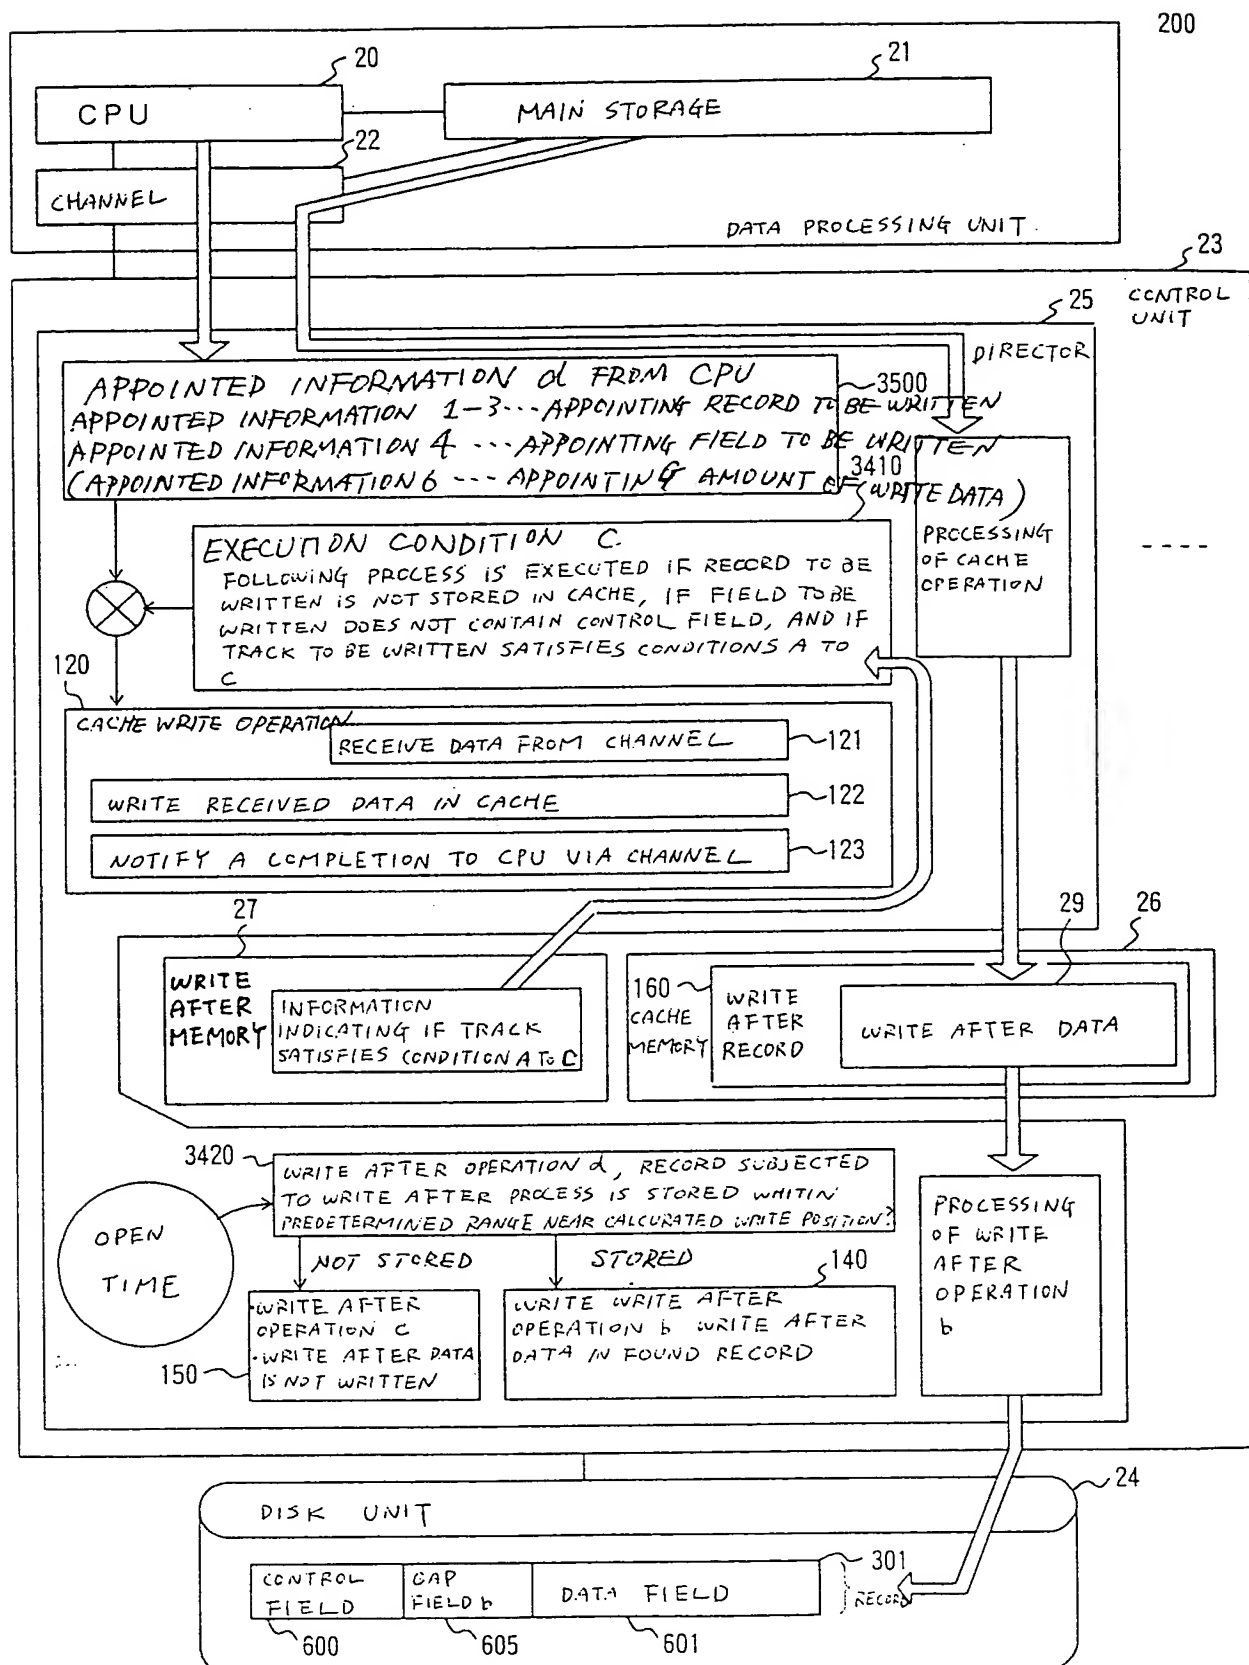 200
20
21
CPU
MAIN STORAGE
22
CHANNEL
DATA PROCESSING UNIT.
23
CONTROL
UNIT
25
DIRECTOR
APPOINTED INFORMATION d FROM CPU
3500
APPOINTED INFORMATION 1-3---APPOINTING RECORD TO BE WRITTEN
APPOINTED INFORMATION 4 --- APPOINTING FIELD TO BE WRITTEN
(APPOINTED INFORMATION 6 --- APPOINTING AMOUNT OF WRITE DATA)
3410
EXECUTION CONDITION C.
FOLLOWING PROCESS IS EXECUTED IF RECORD TO BE
WRITTEN IS NOT STORED IN CACHE, IF FIELD TO BE
WRITTEN DOES NOT CONTAIN CONTROL FIELD, AND IF
TRACK TO BE WRITTEN SATISFIES CONDITIONS A TO
C
PROCESSING
OF CACHE
OPERATION
----
120
CACHE WRITE OPERATION
RECEIVE DATA FROM CHANNEL
121
WRITE RECEIVED DATA IN CACHE
122
NOTIFY A COMPLETION TO CPU VIA CHANNEL
123
27
WRITE
AFTER
MEMORY
INFORMATION
INDICATING IF TRACK
SATISFIES CONDITION A TO C
29
26
160
CACHE
MEMORY
WRITE
AFTER
RECORD
WRITE AFTER DATA
3420
WRITE AFTER OPERATION d, RECORD SUBJECTED
TO WRITE AFTER PROCESS IS STORED WHITIN
PREDETERMINED RANGE NEAR CALCURATED WRITE POSITION?
OPEN
TIME
NOT STORED
STORED
140
·WRITE AFTER
OPERATION C
·WRITE AFTER DATA
IS NOT WRITTEN
150
WRITE WRITE AFTER
OPERATION b WRITE AFTER
DATA IN FOUND RECORD
PROCESSING
OF WRITE
AFTER
OPERATION
b
24
DISK UNIT
301
CONTROL
FIELD
GAP
FIELD b
DATA FIELD
RECORD
600
605
601